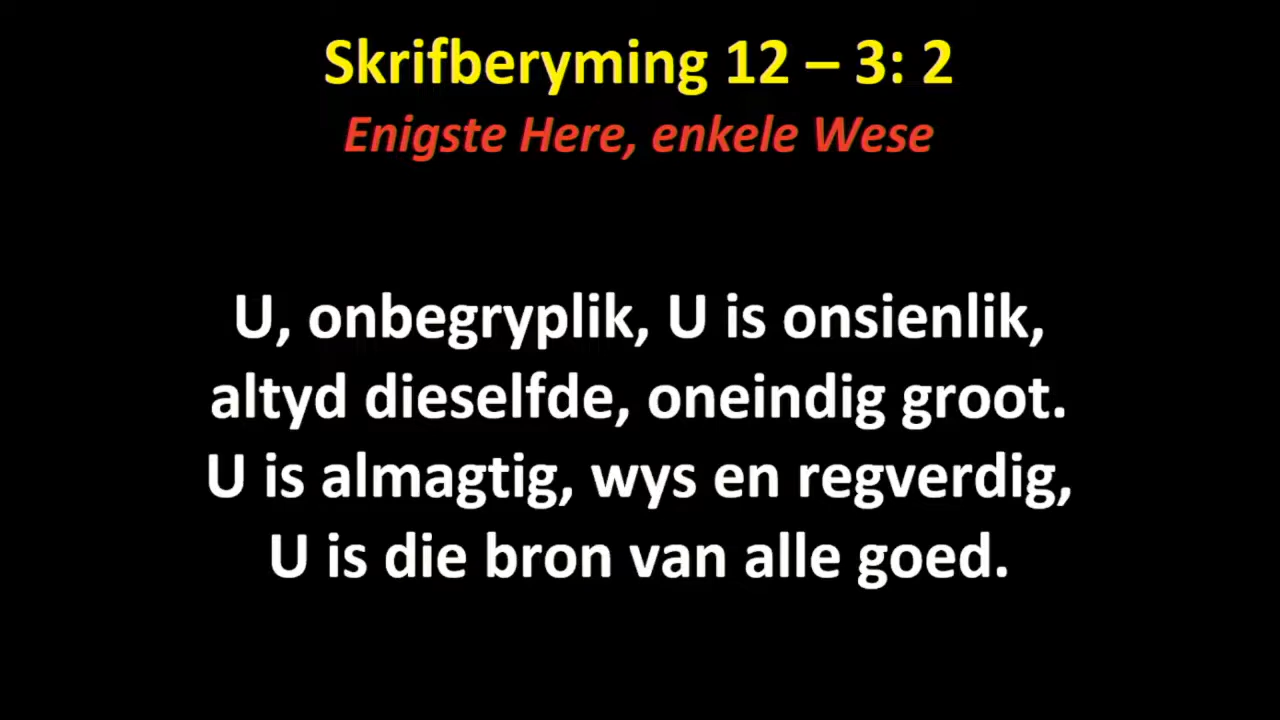 Skrifberyming 12 – 3: 2
Enigste Here, enkele Wese
U, onbegryplik, U is onsienlik,
altyd dieselfde, oneindig groot.
U is almagtig, wys en regverdig,
U is die bron van alle goed.